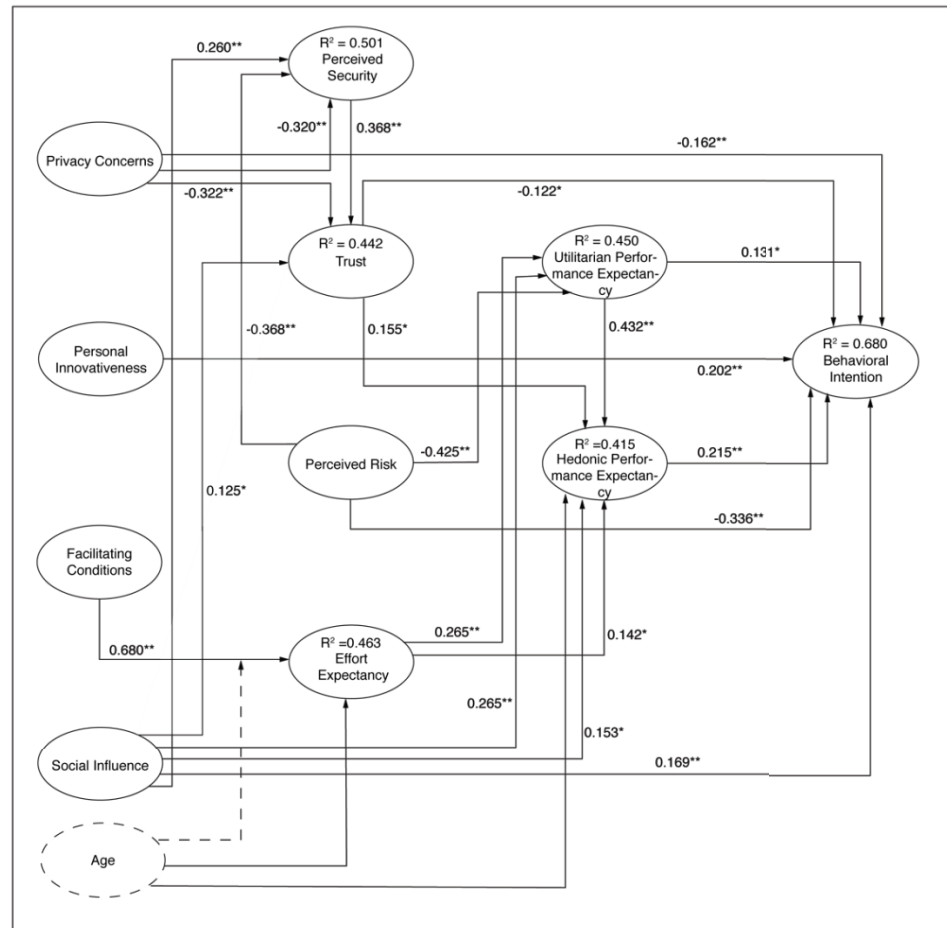 0.260**
R² = 0.501
Perceived
Security
-0.320**
0.368**
-0.162**
Privacy Concerns
-0.322**
-0.122*
R² = 0.442
Trust
R² = 0.450
Utilitarian Performance Expectan-
cy
0.131*
-0.368**
0.155*
0.432**
Personal
Innovativeness
R² = 0.680
Behavioral
Intention
0.202**
R² =0.415
Hedonic Perfor-
mance Expectan-
cy
-0.425**
0.215**
Perceived Risk
0.125*
-0.336**
Facilitating
Conditions
0.680**
R² =0.463
Effort
Expectancy
0.265**
0.142*
0.265**
0.153*
Social Influence
0.169**
Age